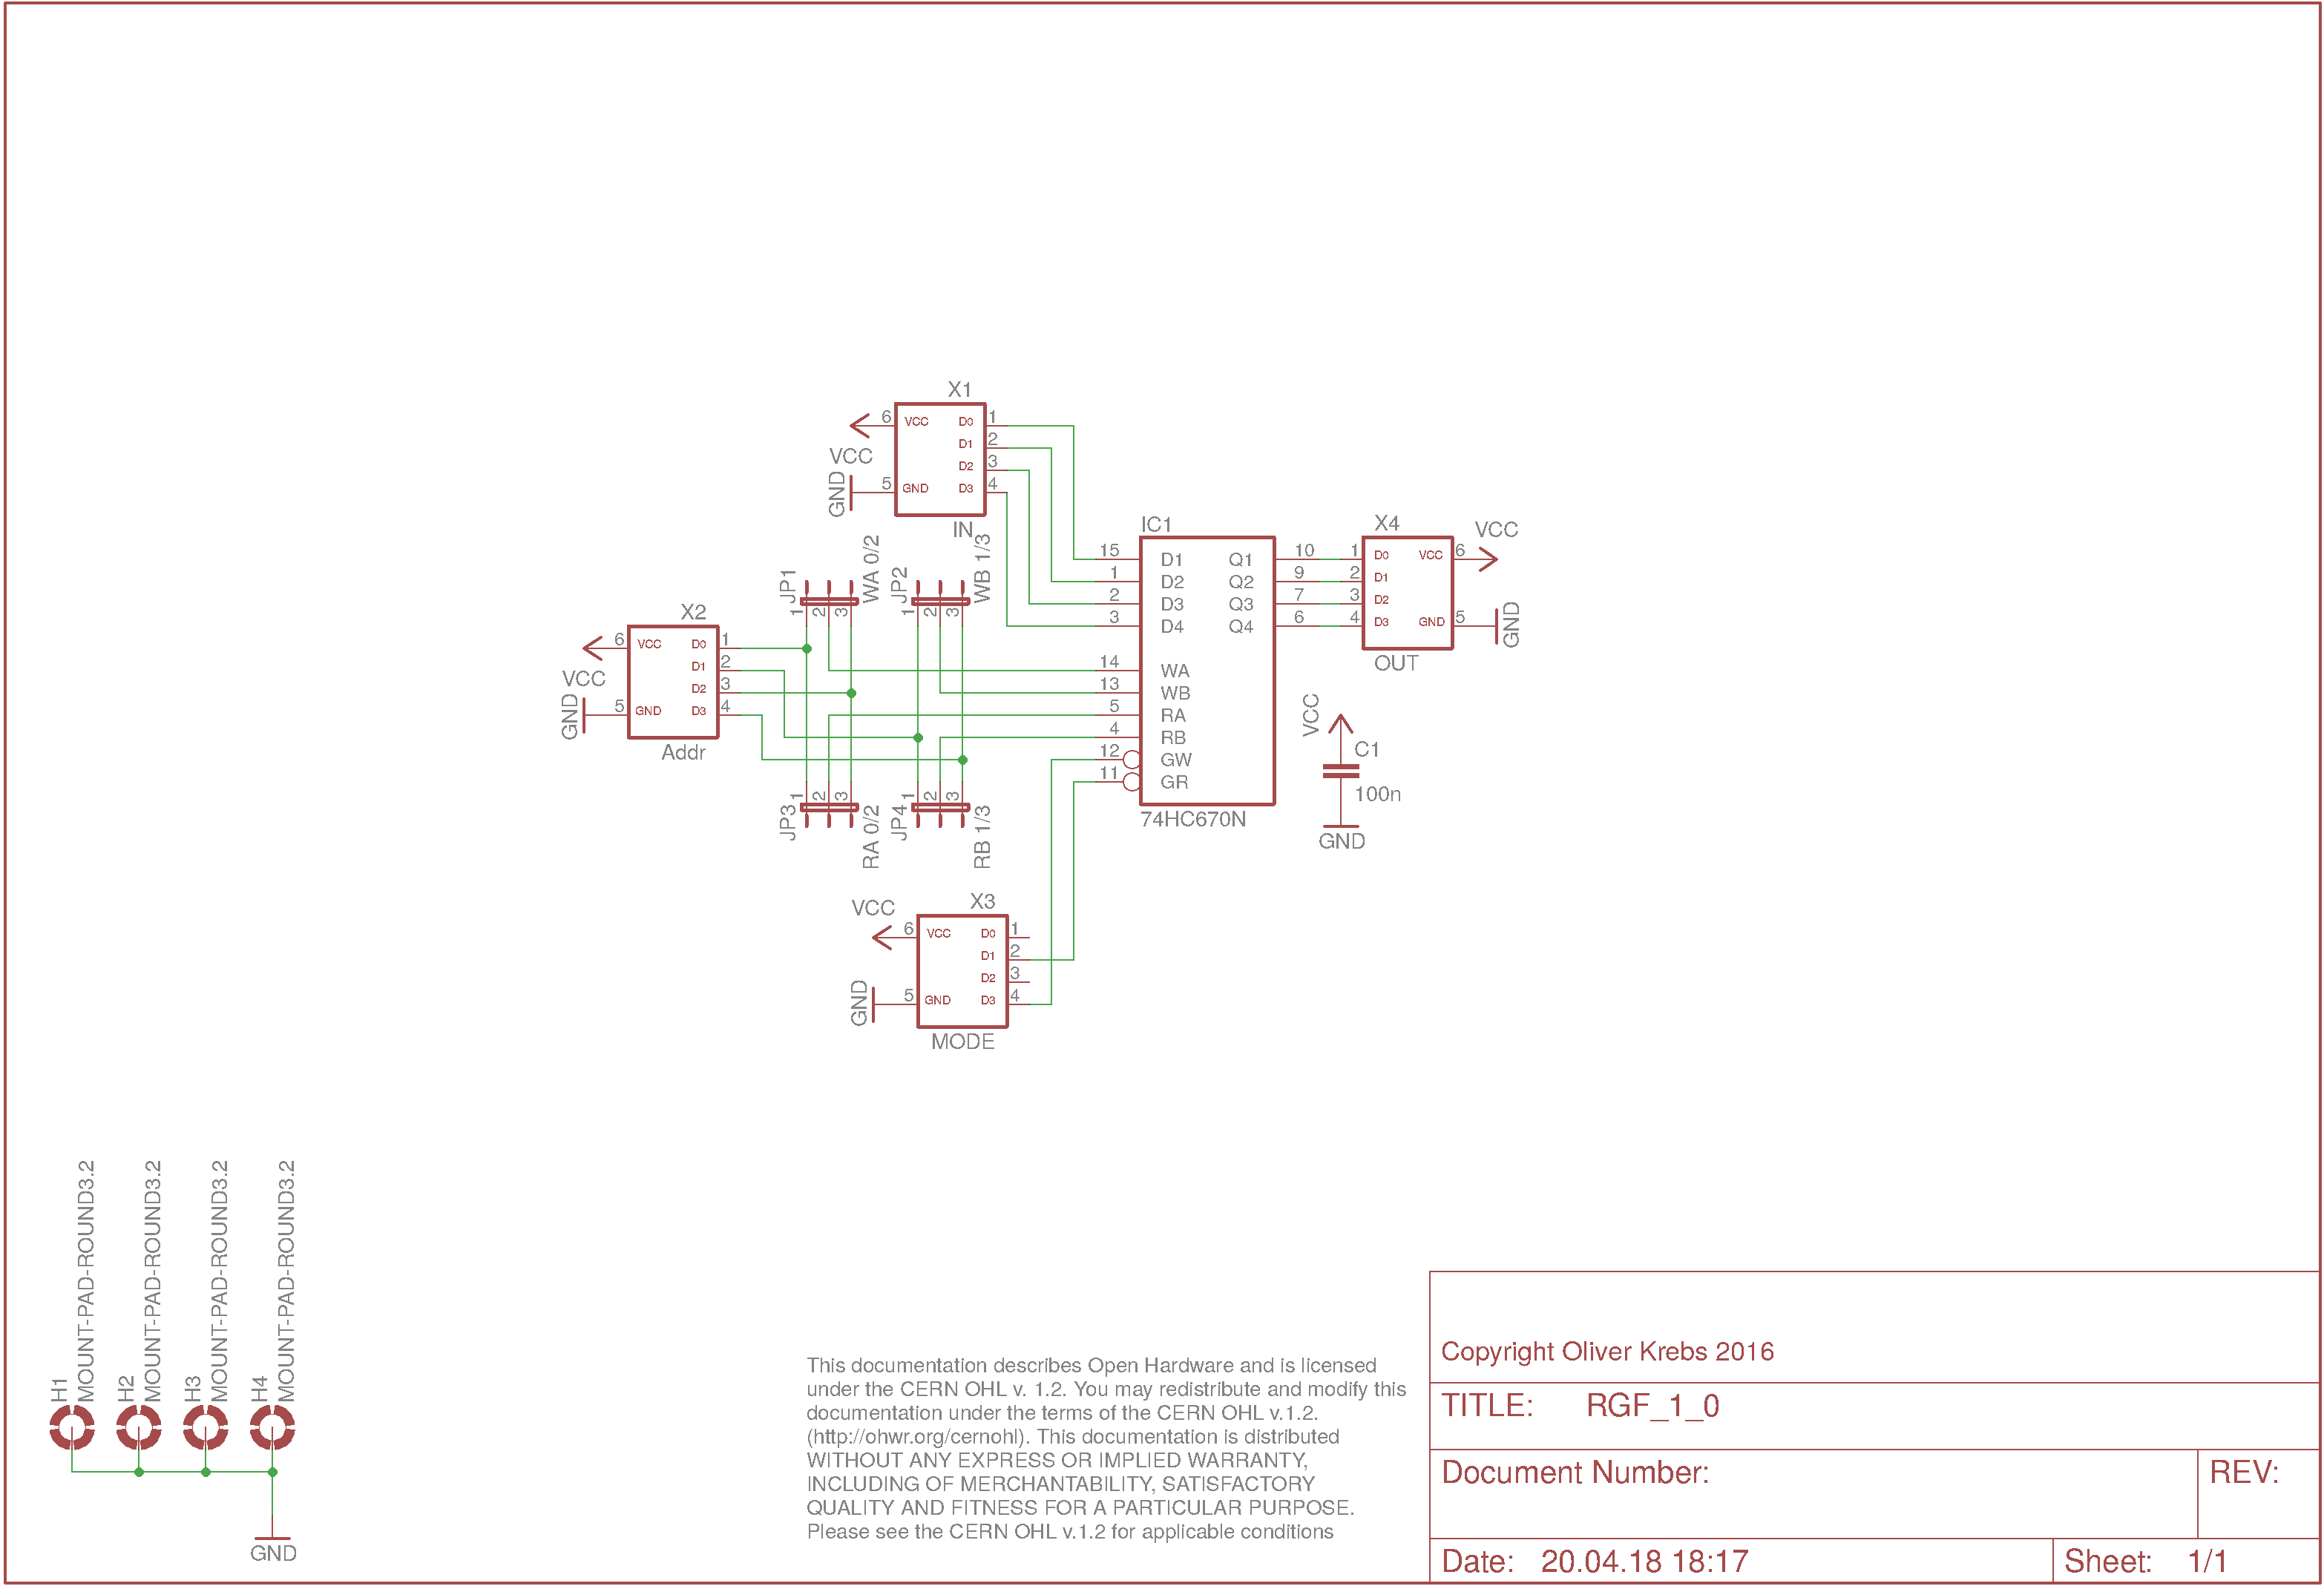 X1
6 VCC D0 1
D1 2
VCC
D2 3
GND 5 GND D3 4
IN
JP1 1 2 3 WA 0/2
JP2 1 2 3 WB 1/3
X2
6 VCC D0 1
D1 2
VCC
D2 3
GND 5 GND D3 4
Addr
JP3 1 2 3 RA 0/2
JP4 1 2 3 RB 1/3
IC1
15 D1 Q1 10
1 D2 Q2 9
2 D3 Q3 7
3 D4 Q4 6
14 WA
13 WB
5 RA
4 RB
12 GW
11 GR
74HC670N
X4 VCC
1 D0 VCC 6
2 D1
3 D2
4 D3 GND 5 GND
OUT
VCC
C1
100n
GND
VCC X3
6 VCC D0 1
D1 2
D2 3
GND 5 GND D3 4
MODE
H1 MOUNT-PAD-ROUND3.2
H2 MOUNT-PAD-ROUND3.2
H3 MOUNT-PAD-ROUND3.2
H4 MOUNT-PAD-ROUND3.2
GND
This documentation describes Open Hardware and is licensed
under the CERN OHL v. 1.2. You may redistribute and modify this
documentation under the terms of the CERN OHL v.1.2.
(http://ohwr.org/cernohl). This documentation is distributed
WITHOUT ANY EXPRESS OR IMPLIED WARRANTY,
INCLUDING OF MERCHANTABILITY, SATISFACTORY
QUALITY AND FITNESS FOR A PARTICULAR PURPOSE.
Please see the CERN OHL v.1.2 for applicable conditions
Copyright Oliver Krebs 2016
TITLE: RGF_1_0
Document Number:
REV:
Date: 20.04.18 18:17
Sheet: 1/1